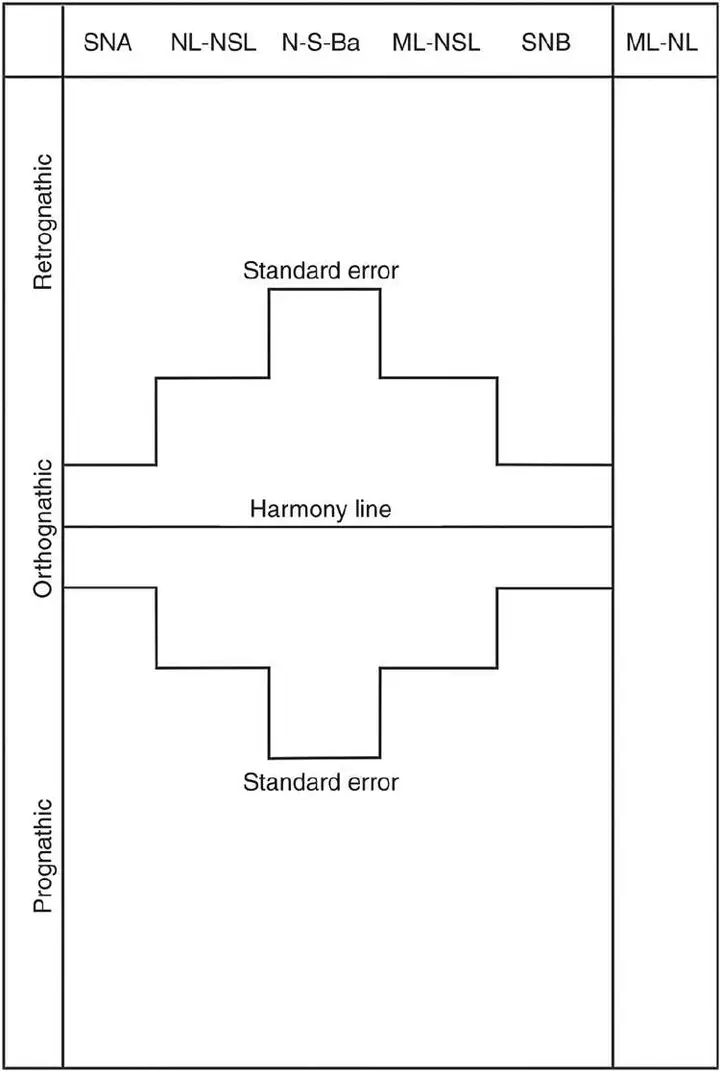 SNA NL-NSL N-S-Ba ML-NSL SNB ML-NL
Retrognathic
Standard error
Orthognathic
Harmony line
Standard error
Prognathic